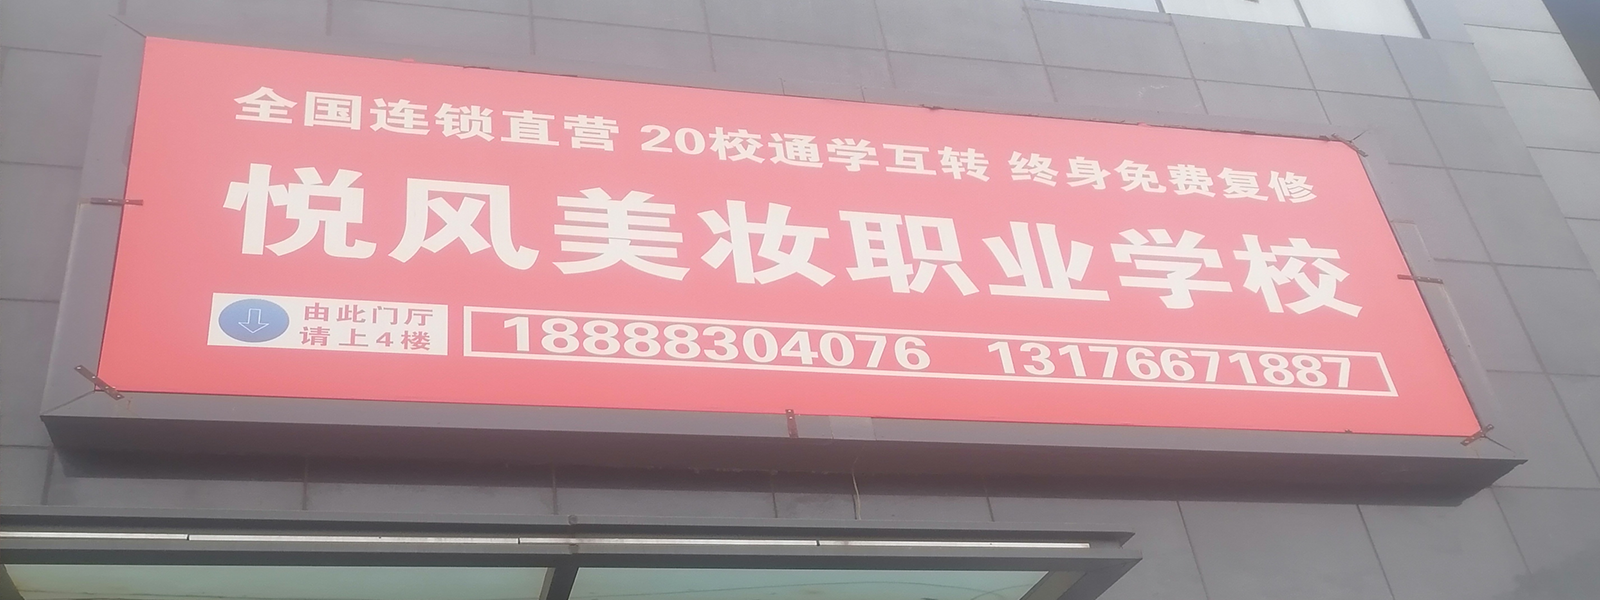 全国连锁直营 20校通学互转 终身免费复修
悦风美妆职业学校
由此门厅
请上4楼
18888304076 13176671887